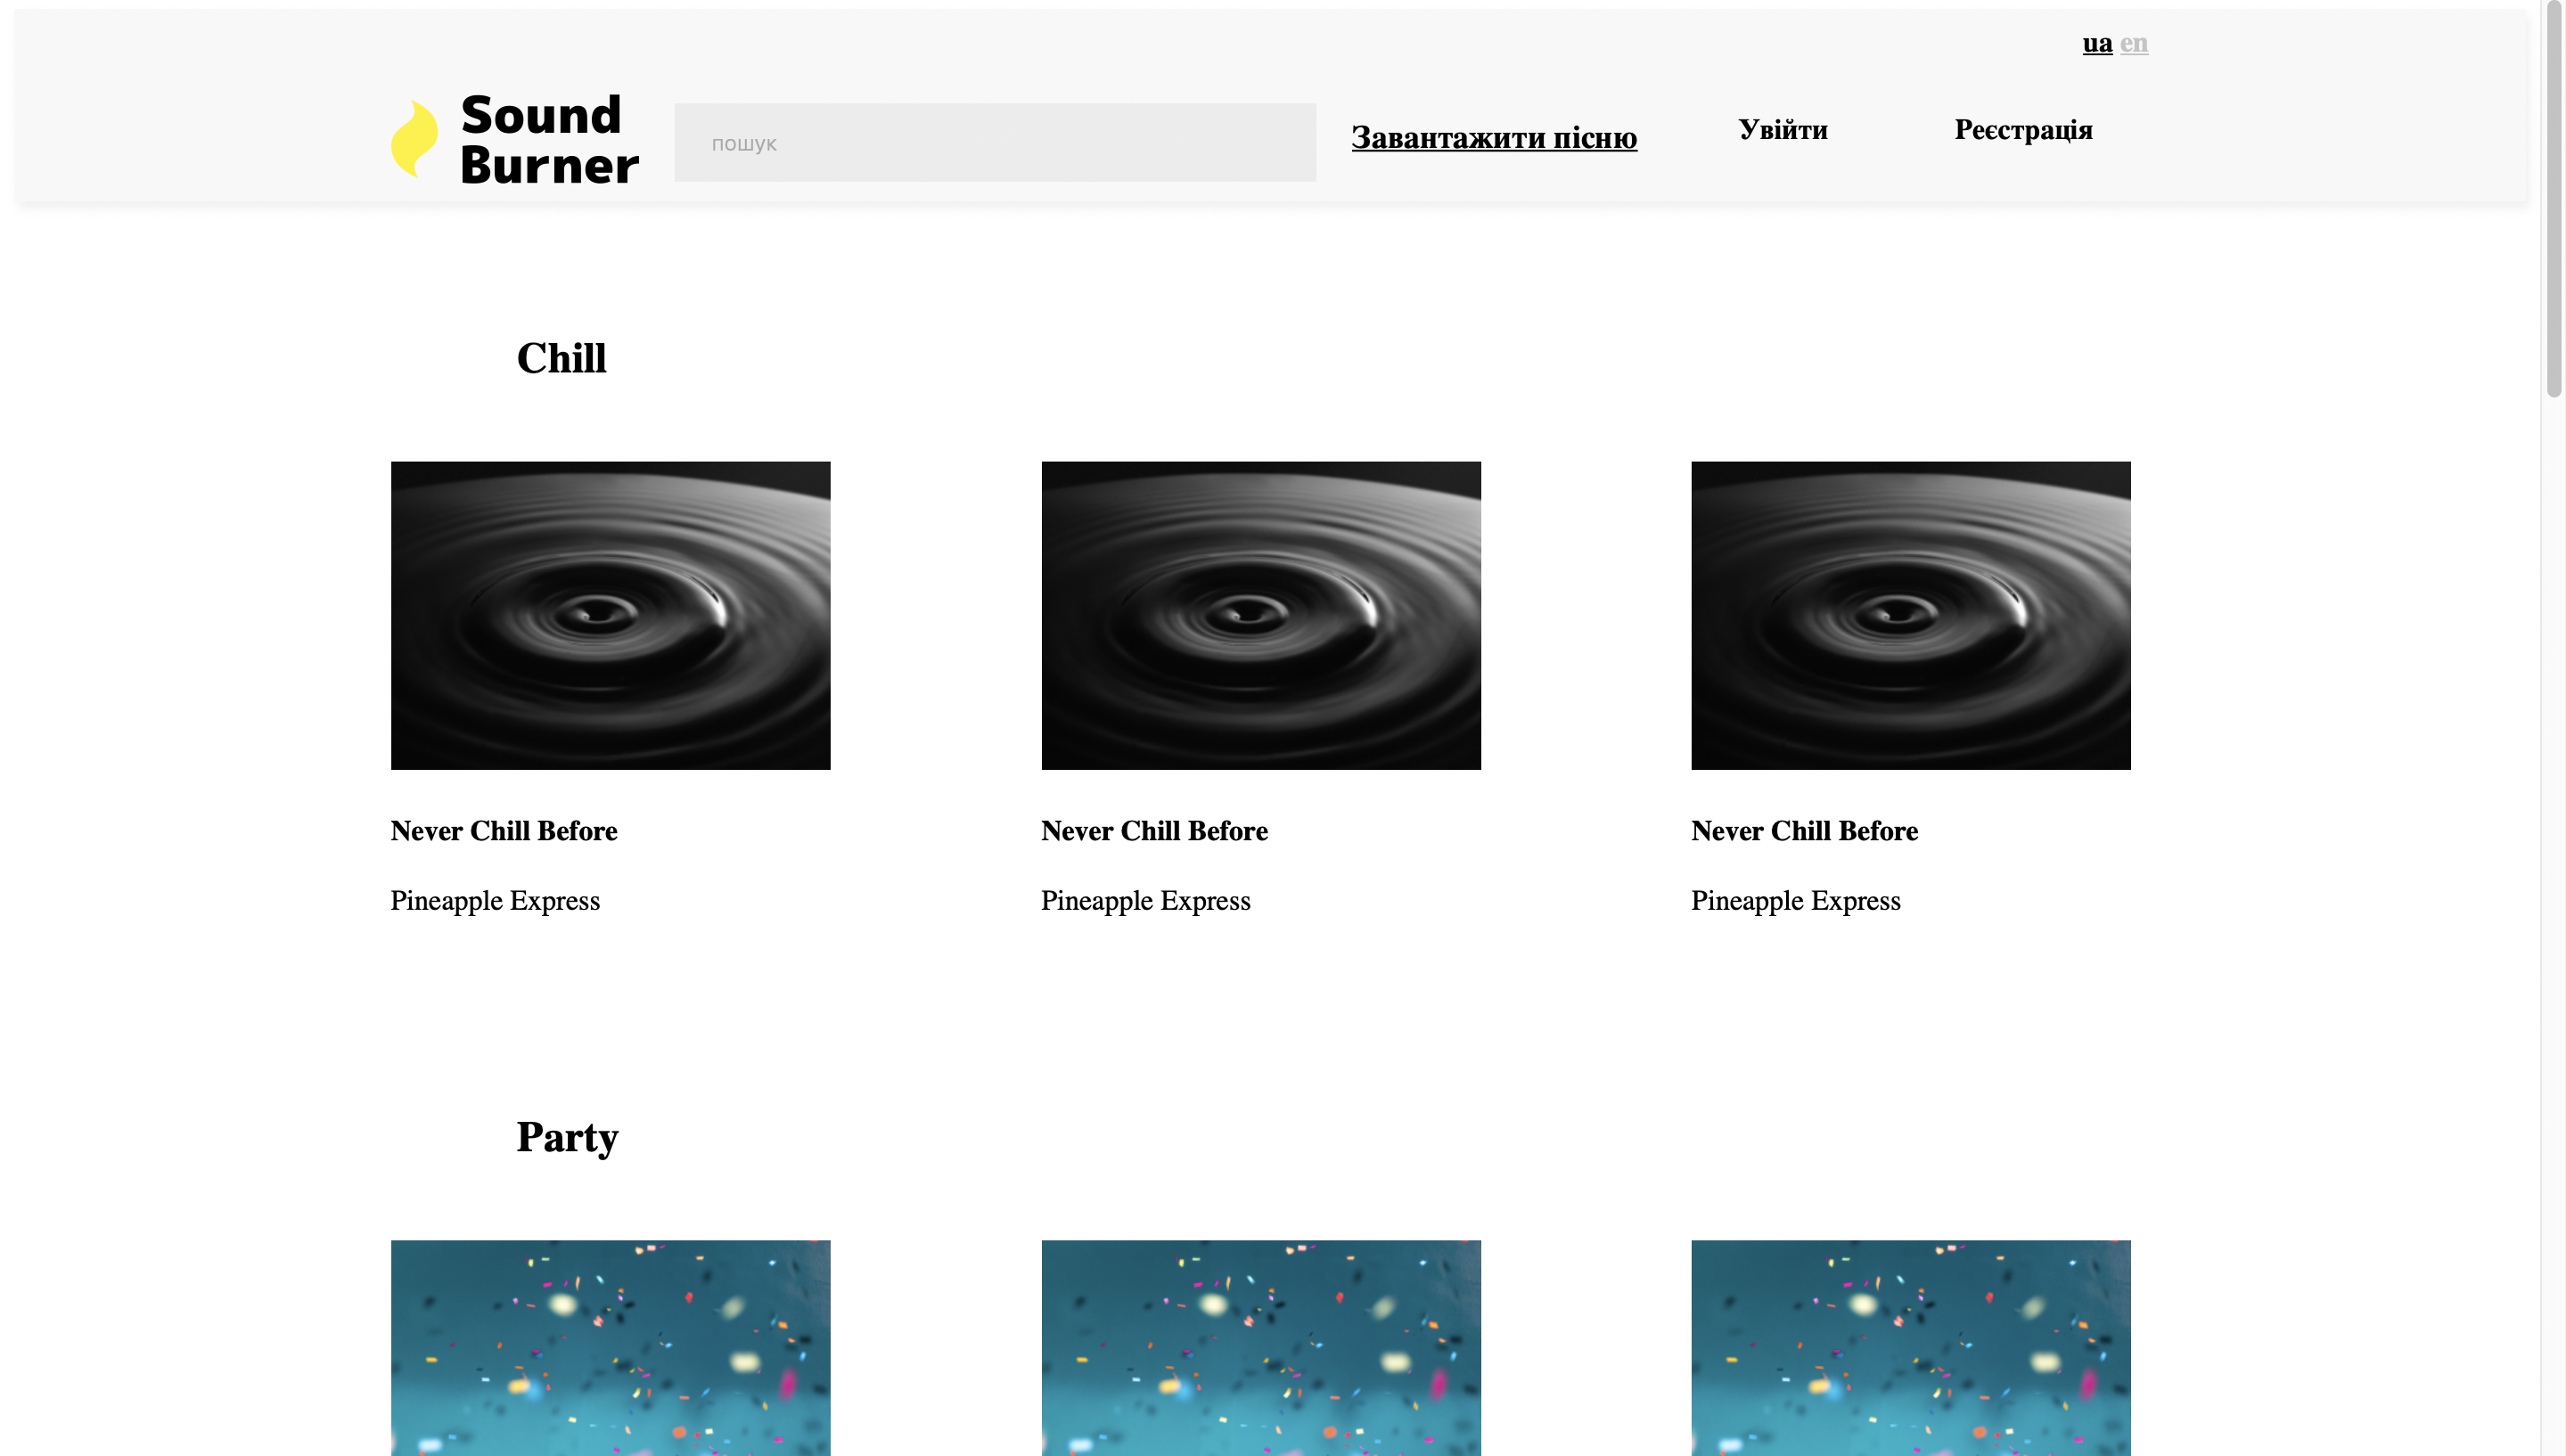 ua en
Sound
Burner
пошук
Завантажити пісню
Увійти
Реєстрація
Chill
Never Chill Before
Pineapple Express
Never Chill Before
Pineapple Express
Never Chill Before
Pineapple Express
Party